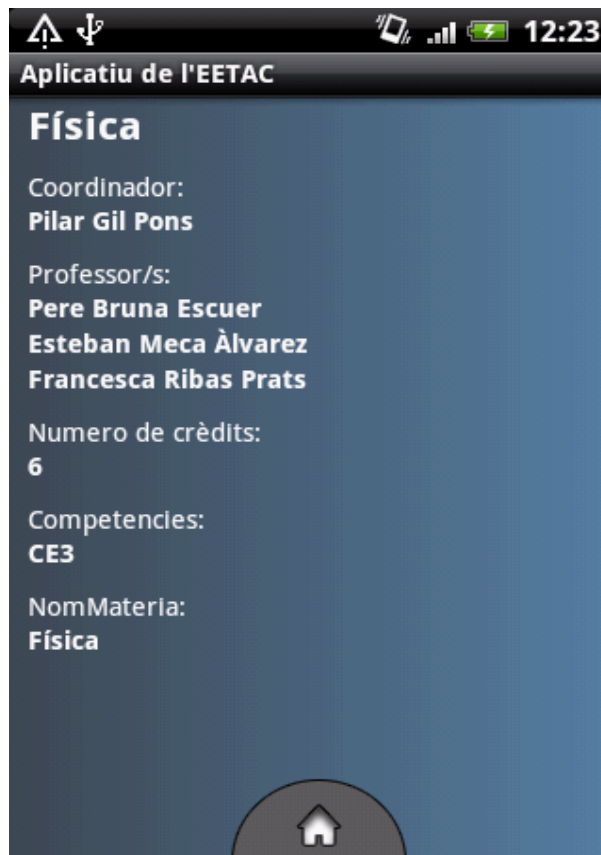 12:23
Aplicatiu de l'EETAC
Física
Coordinador:
Pilar Gil Pons
Professor/s:
Pere Bruna Escuer
Esteban Meca Àlvarez
Francesca Ribas Prats
Numero de crèdits:
6
Competencies:
CE3
NomMateria:
Física